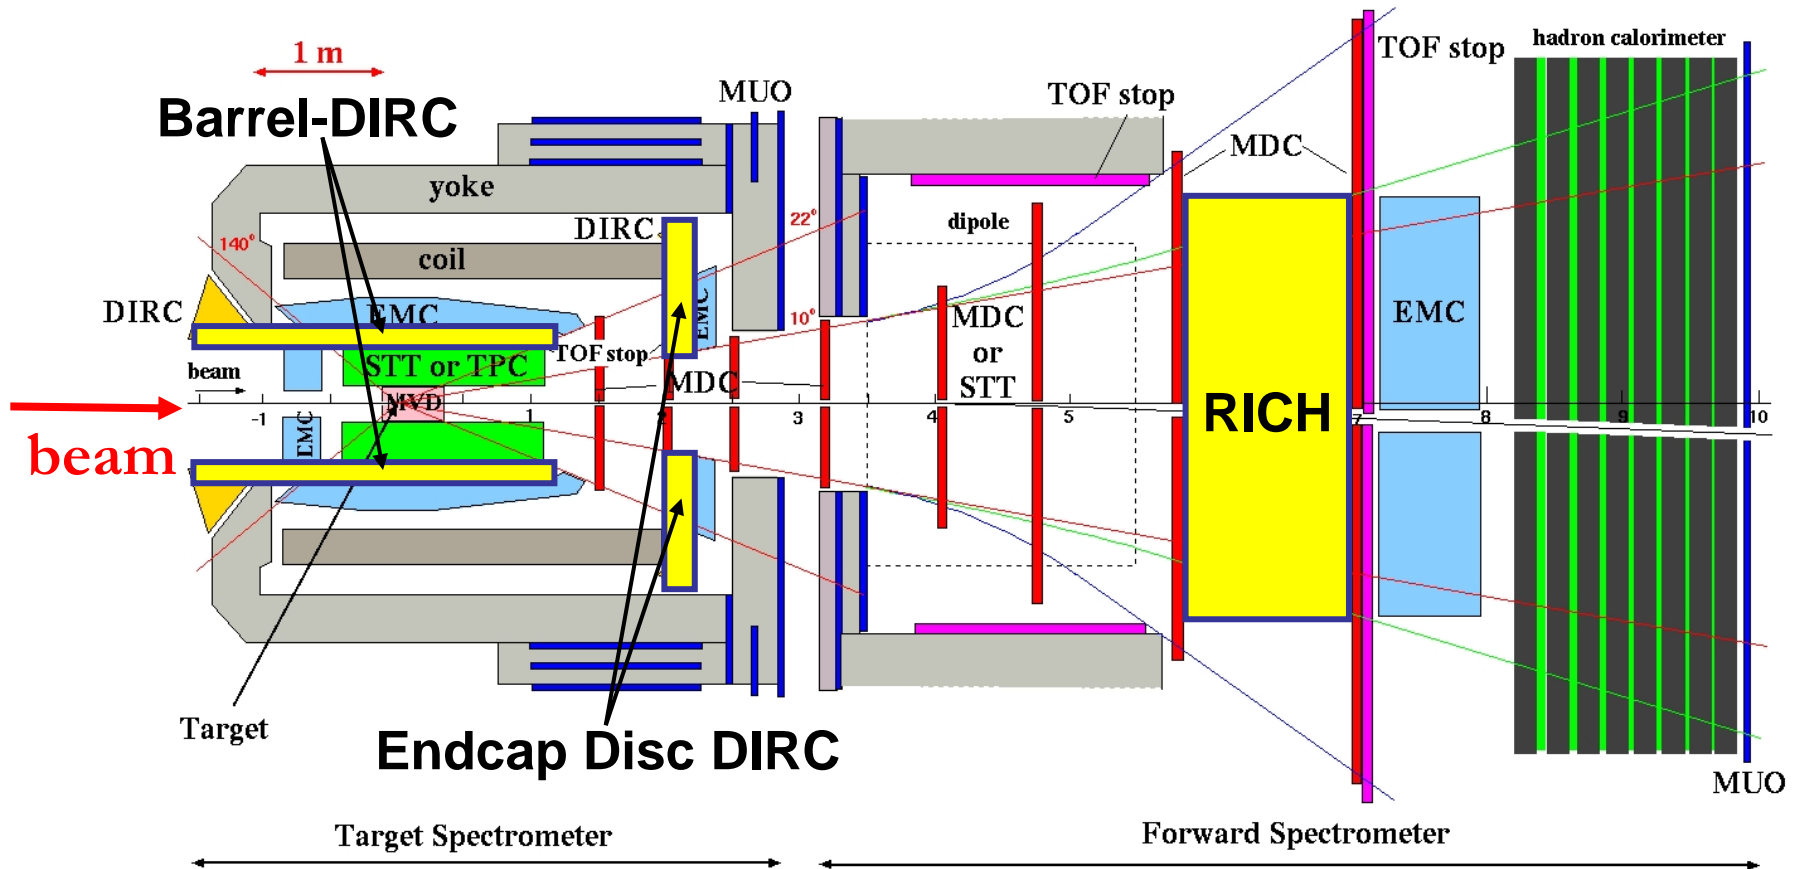 1 m
TOF stop
hadron calorimeter
MUO
TOF stop
Barrel-DIRC
MDC
yoke
22°
DIRC
dipole
140°
coil
EMC
DIRC
EMC
10°
MDC
or
STT
EMC
TOF stop
STT or TPC
beam
MDC
RICH
MVD
-1
1
2
3
4
5
7
8
9
10
beam
EMC
Target
Endcap Disc DIRC
MUO
Target Spectrometer
Forward Spectrometer